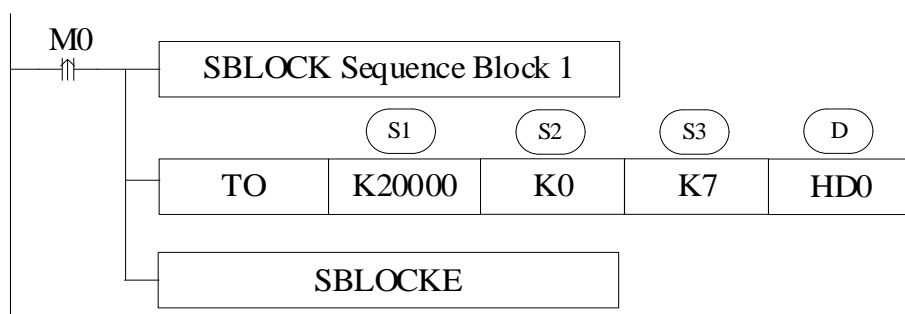 M0
SBLOCK Sequence Block 1
S1 S2 S3 D
TO K20000 K0 K7 HD0
SBLOCKE